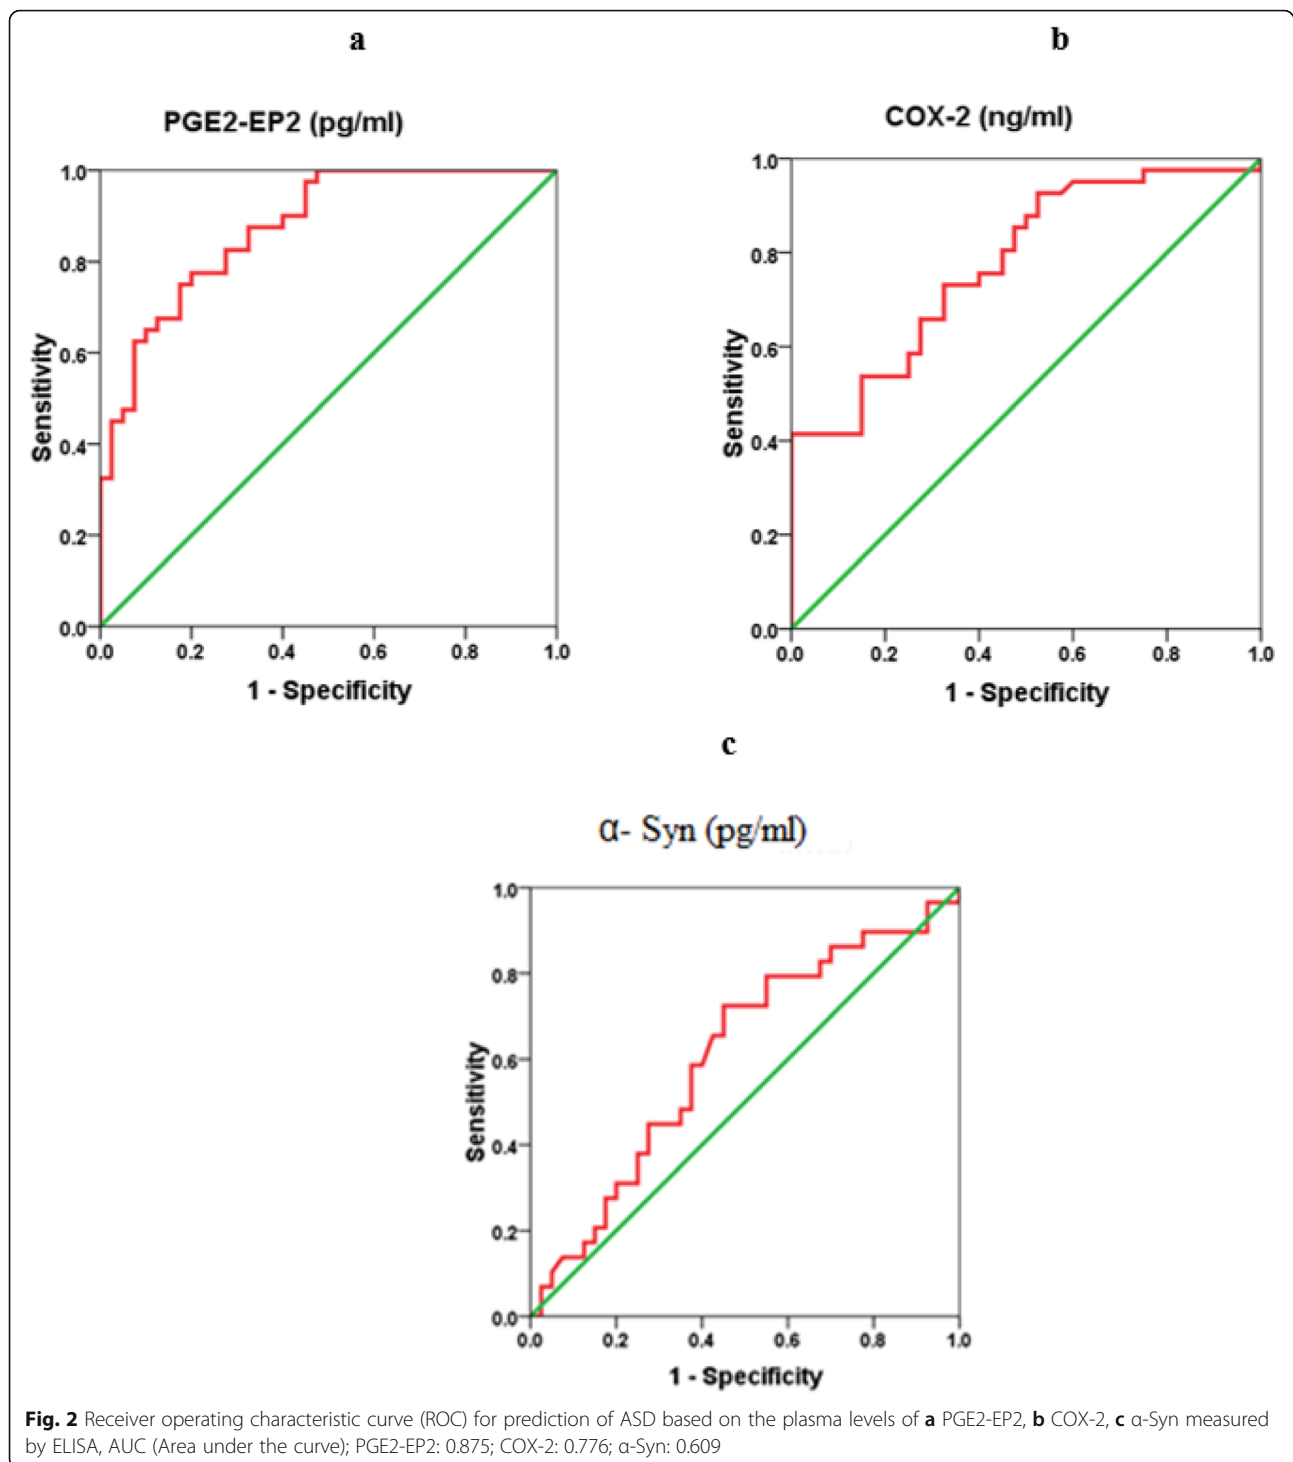 a
PGE2-EP2 (pg/ml)
1.0
0.8
0.6
0.4
0.2
0.0
Sensitivity
0.0 0.2 0.4 0.6 0.8 1.0
1 - Specificity
b
COX-2 (ng/ml)
1.0
0.8
0.6
0.4
0.2
0.0
Sensitivity
0.0 0.2 0.4 0.6 0.8 1.0
1 - Specificity
c
α- Syn (pg/ml)
1.0
0.8
0.6
0.4
0.2
0.0
Sensitivity
0.0 0.2 0.4 0.6 0.8 1.0
1 - Specificity
Fig. 2 Receiver operating characteristic curve (ROC) for prediction of ASD based on the plasma levels of a PGE2-EP2, b COX-2, c α-Syn measured
by ELISA, AUC (Area under the curve); PGE2-EP2: 0.875; COX-2: 0.776; α-Syn: 0.609